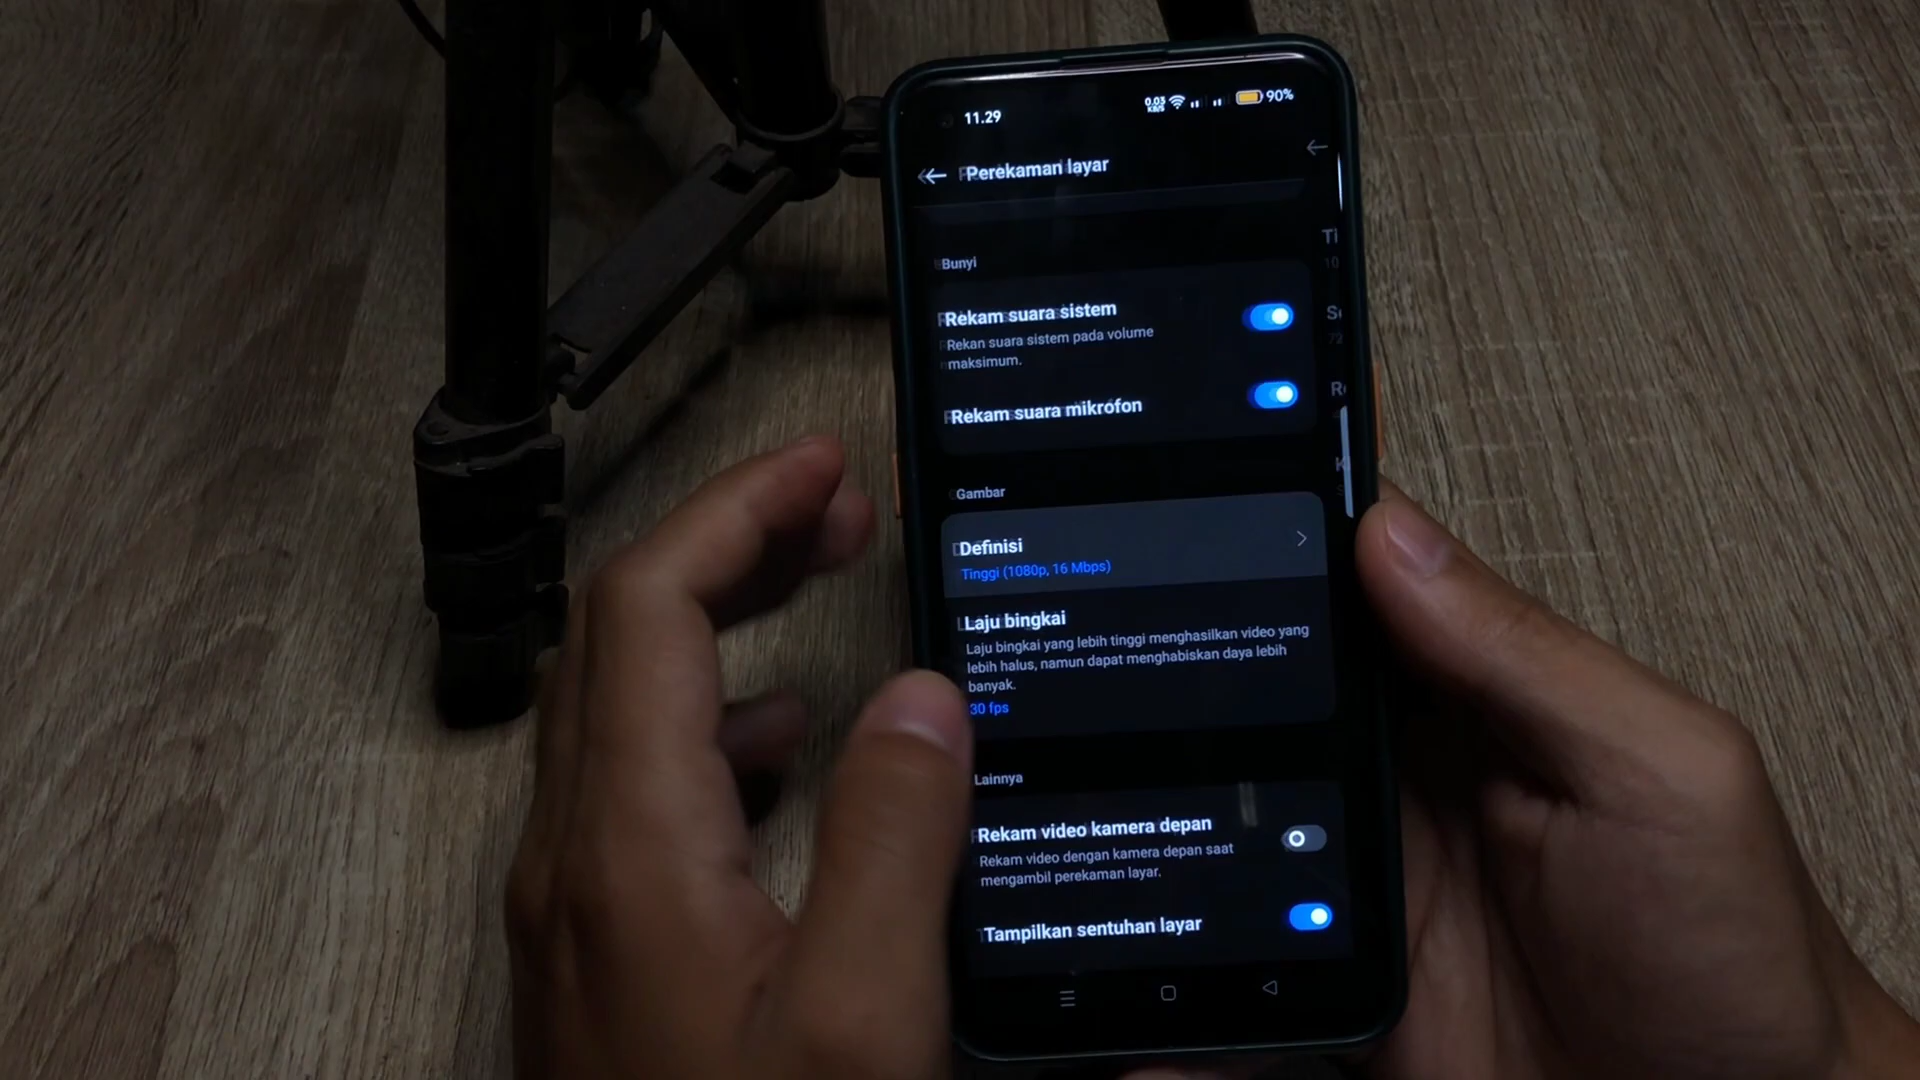 11.29
0.03
KB/S
90%
Perekaman layar
Bunyi
Rekam suara sistem
Rekan suara sistem pada volume
maksimum.
Rekam suara mikrofon
Gambar
Definisi
Tinggi (1080p, 16 Mbps)
Laju bingkai
Laju bingkai yang lebih tinggi menghasilkan video yang
lebih halus, namun dapat menghabiskan daya lebih
banyak.
30 fps
Lainnya
Rekam video kamera depan
Rekam video dengan kamera depan saat
mengambil perekaman layar.
Tampilkan sentuhan layar